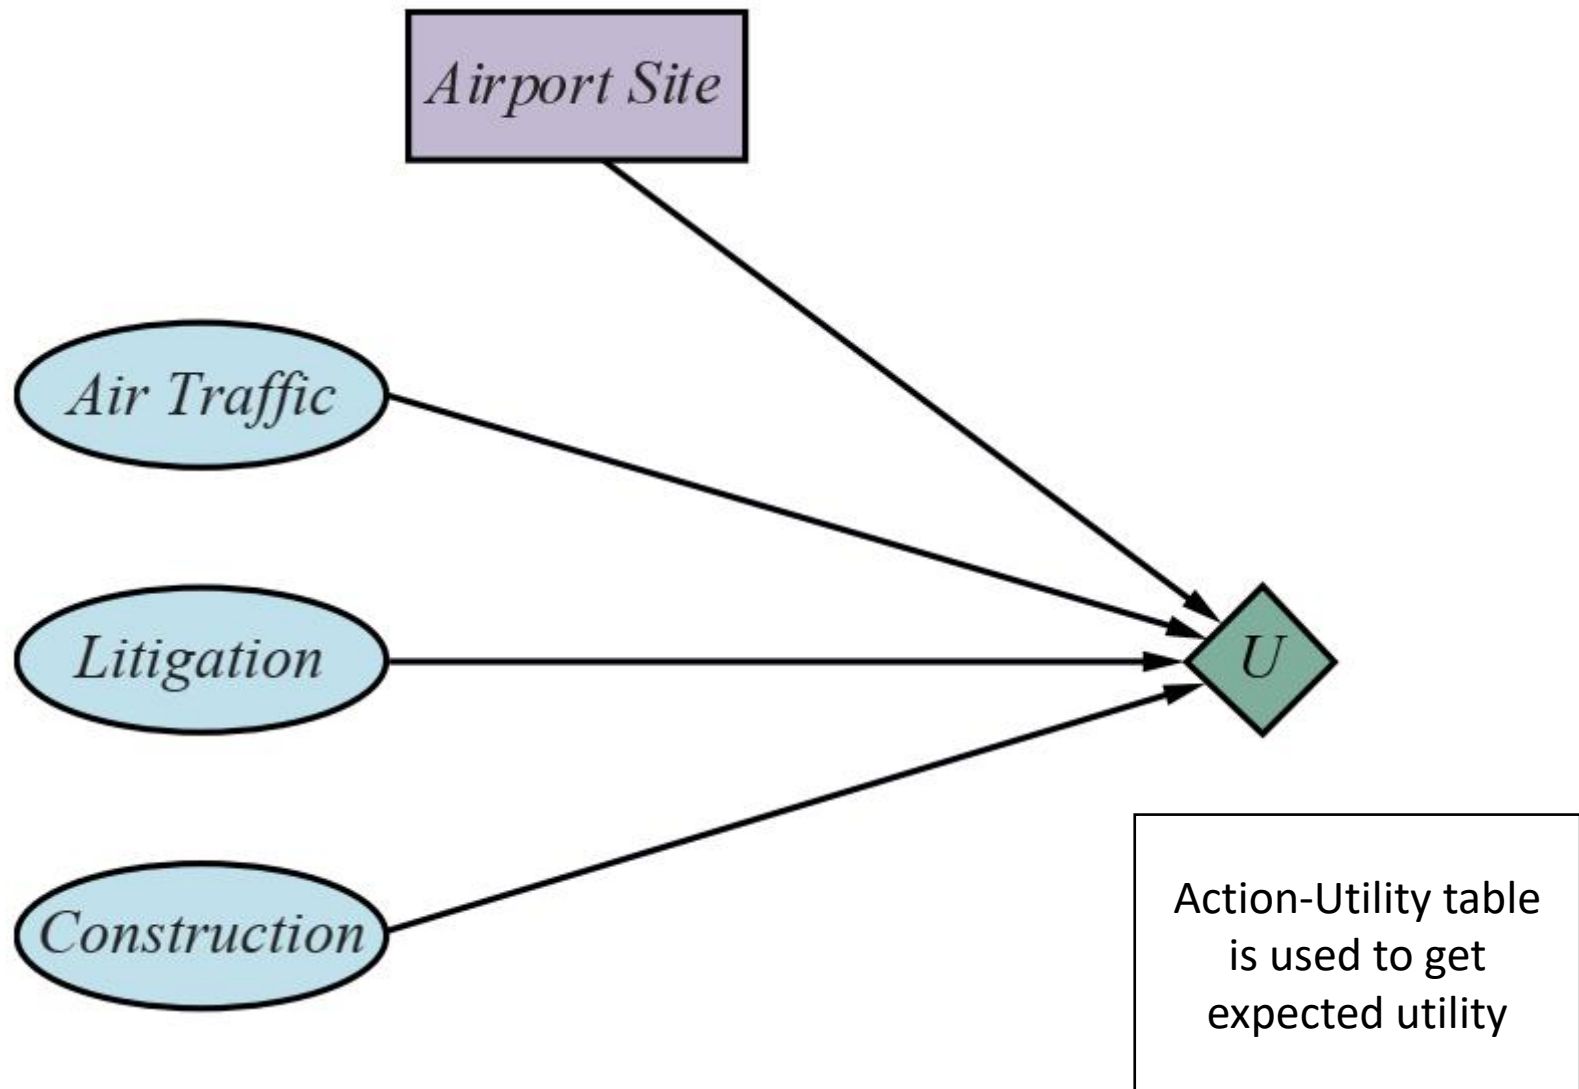 Airport Site
Air Traffic
Litigation
U
Construction
Action-Utility table
is used to get
expected utility